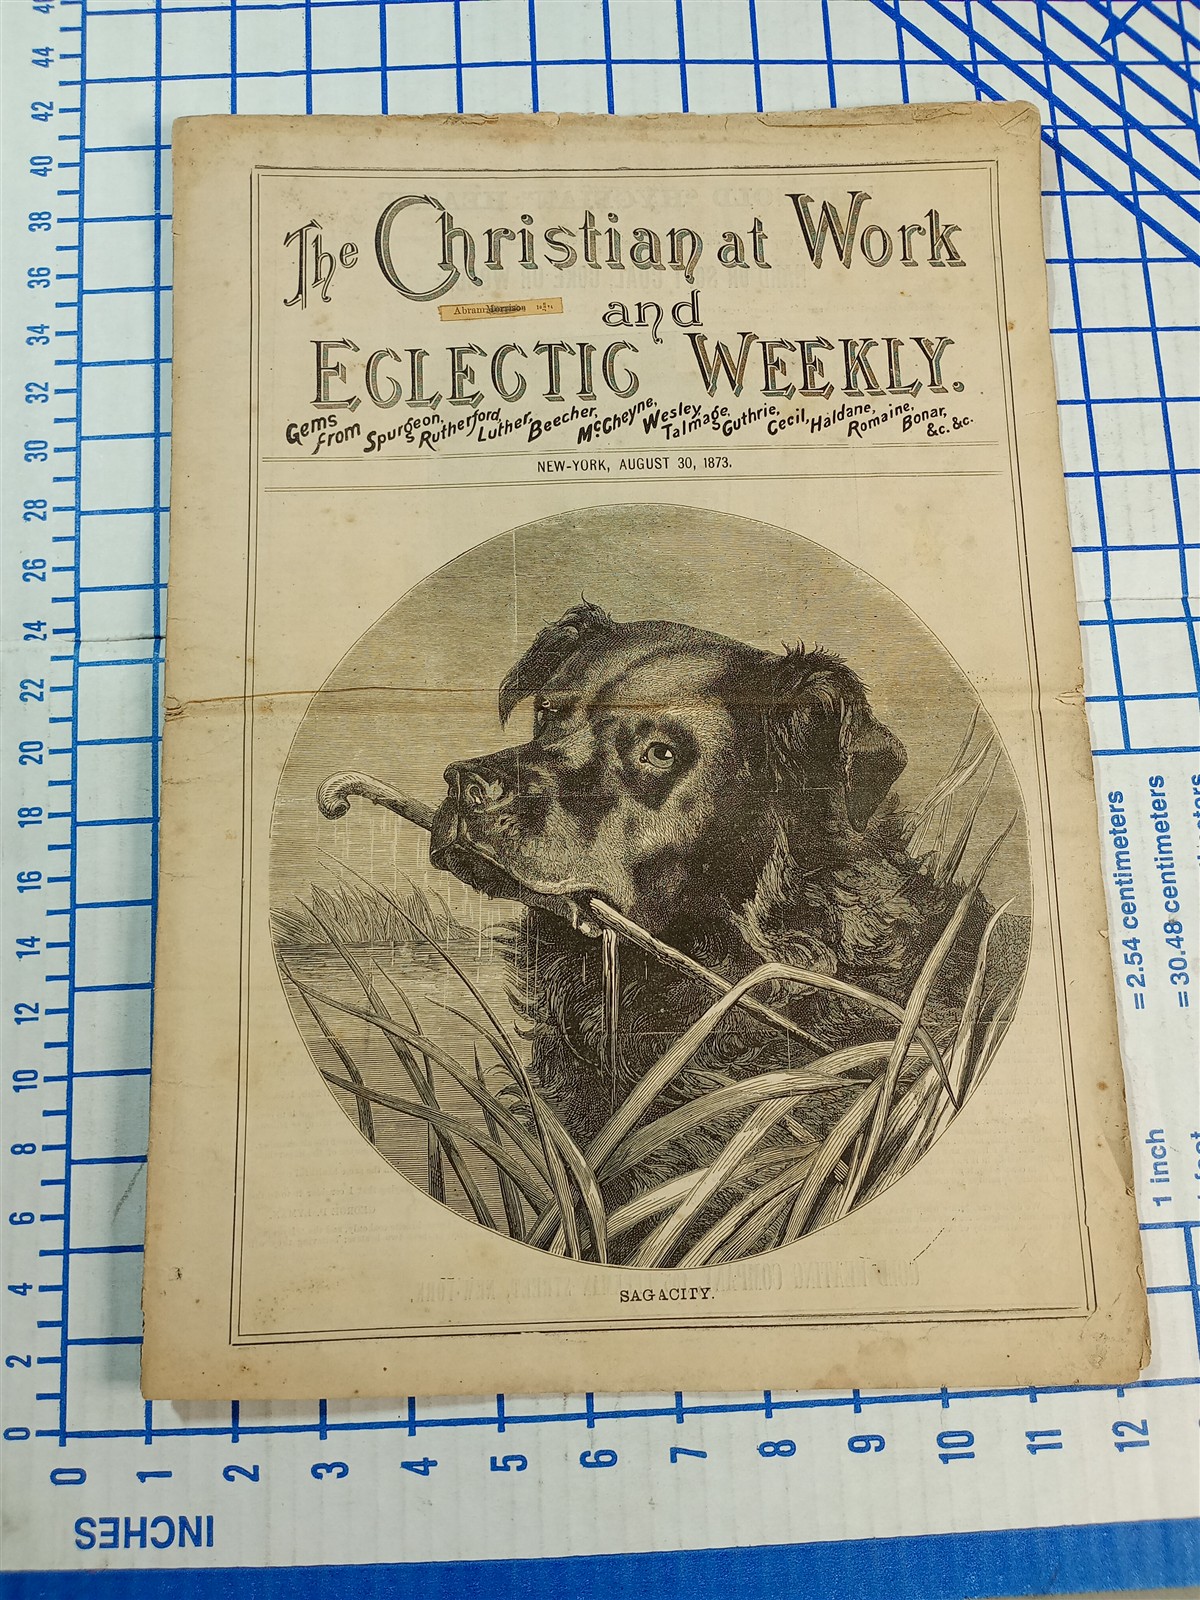 The Christian at Work
Abram Morrison
and
ECLECTIC WEEKLY.
Gems from Spurgeon, Rutherford, Luther, Beecher, McCheyne, Wesley, Talmage, Guthrie, Cecil, Haldane, Romaine, Bonar, &c. &c.
NEW-YORK, AUGUST 30, 1873.
SAGACITY.
44
42
40
38
36
34
32
30
28
26
24
22
20
18
16
14
12
10
8
6
4
2
0
0 1 2 3 4 5 6 7 8 9 10 11 12
INCHES
1 inch = 2.54 centimeters
= 30.48 centimeters